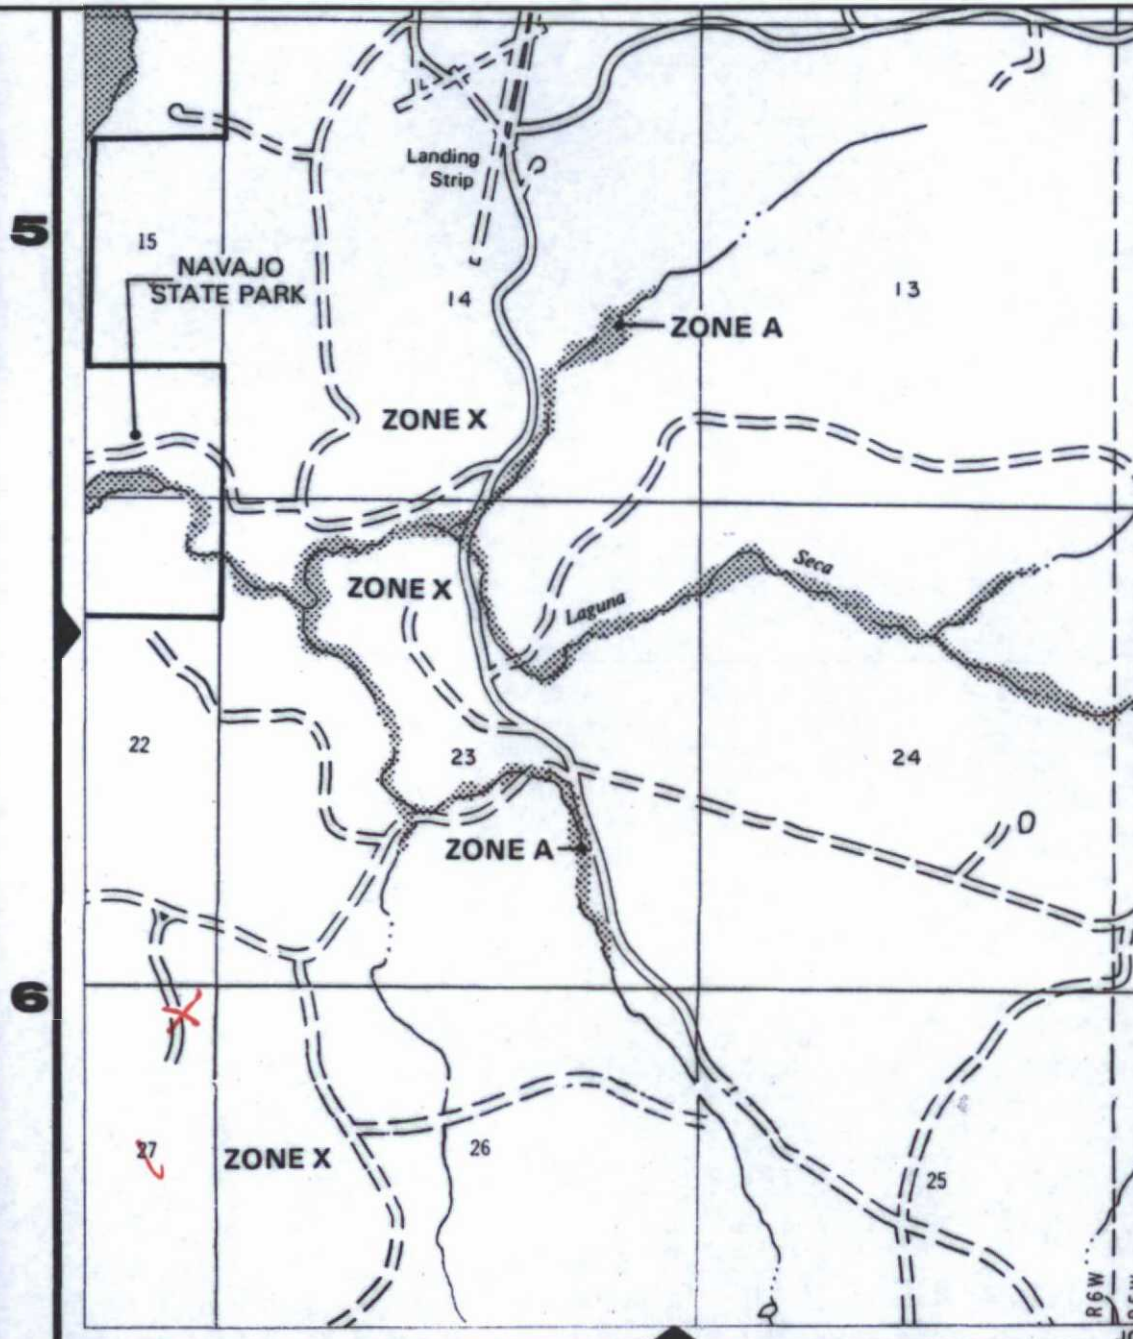 Landing
Strip
5
15
NAVAJO
STATE PARK
14
13
ZONE A
ZONE X
Seca
ZONE X
Laguna
22
23
24
ZONE A
6
27
ZONE X
26
25
R6W